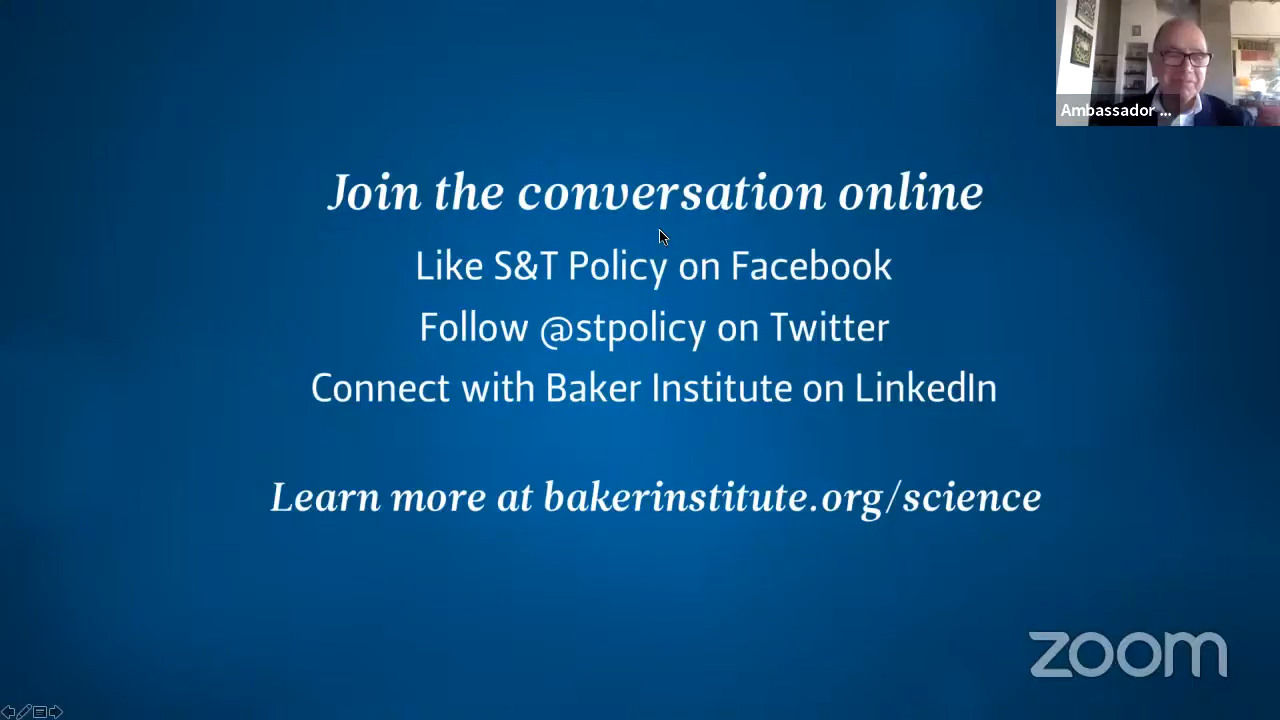 Ambassador ...
Join the conversation online
Like S&T Policy on Facebook
Follow @stpolicy on Twitter
Connect with Baker Institute on LinkedIn
Learn more at bakerinstitute.org/science
zoom